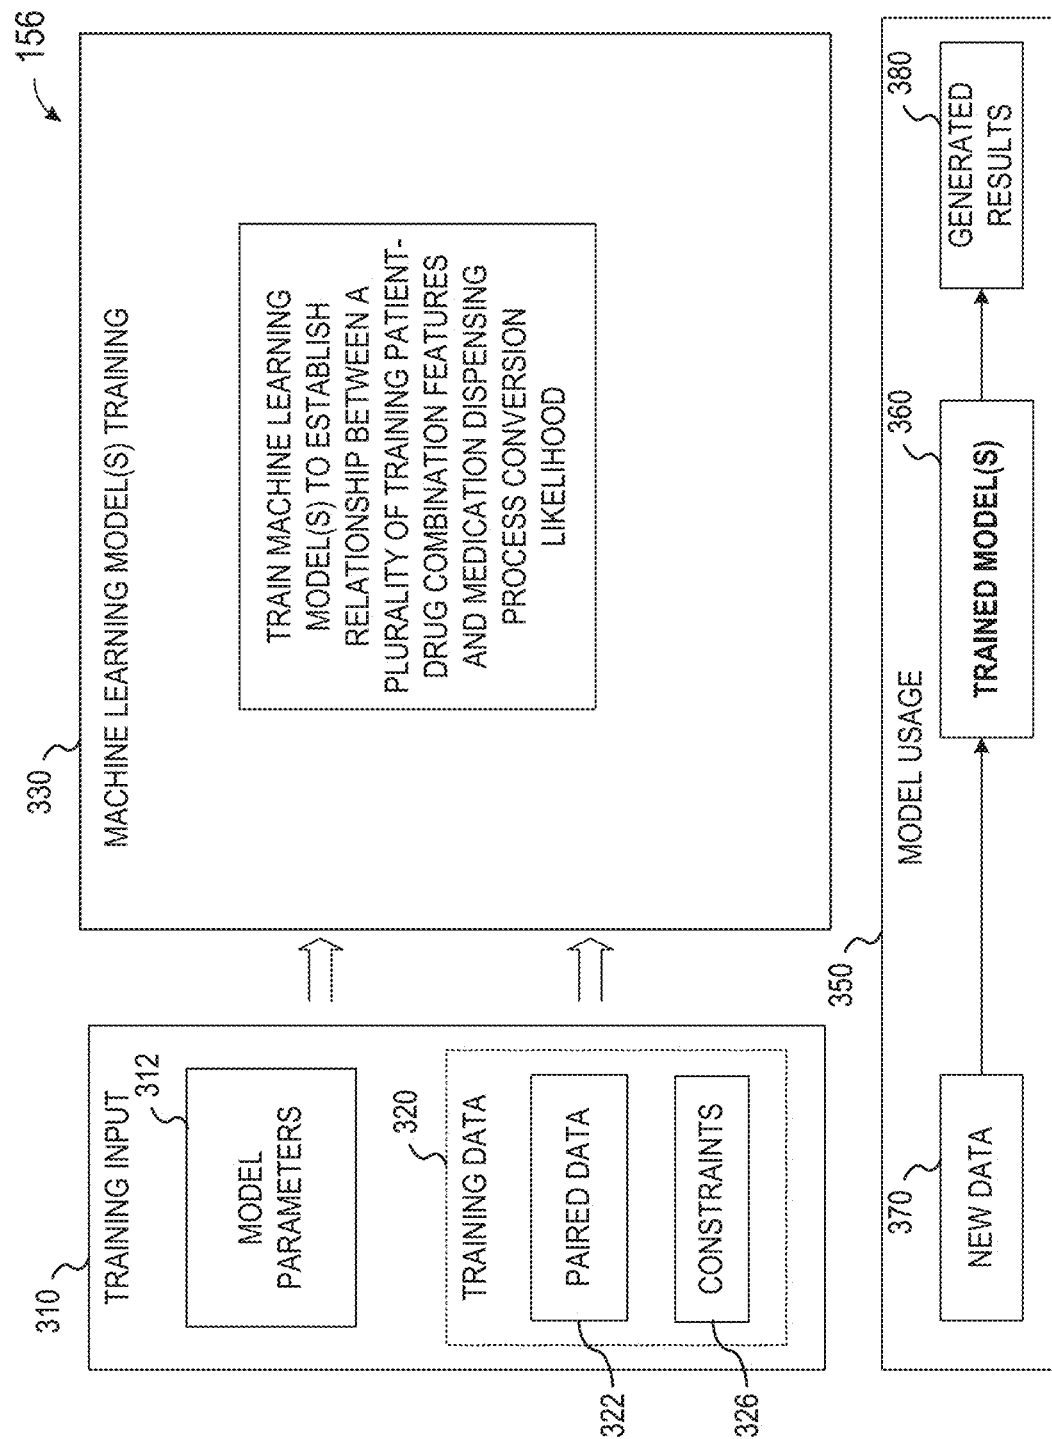 156
330
MACHINE LEARNING MODEL(S) TRAINING
TRAIN MACHINE LEARNING
MODEL(S) TO ESTABLISH
RELATIONSHIP BETWEEN A
PLURALITY OF TRAINING PATIENT-
DRUG COMBINATION FEATURES
AND MEDICATION DISPENSING
PROCESS CONVERSION
LIKELIHOOD
310
TRAINING INPUT
312
MODEL
PARAMETERS
320
TRAINING DATA
322
PAIRED DATA
326
CONSTRAINTS
350
MODEL USAGE
370
NEW DATA
360
TRAINED MODEL(S)
380
GENERATED
RESULTS